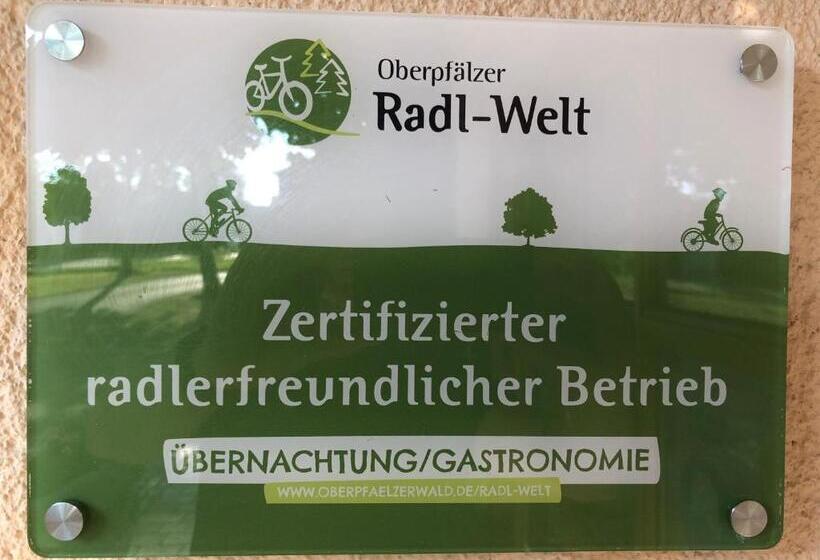 Oberpfälzer
Radl-Welt
Zertifizierter
radlerfreundlicher Betrieb
ÜBERNACHTUNG/GASTRONOMIE
WWW.OBERPFAELZERWALD.DE/RADL-WELT